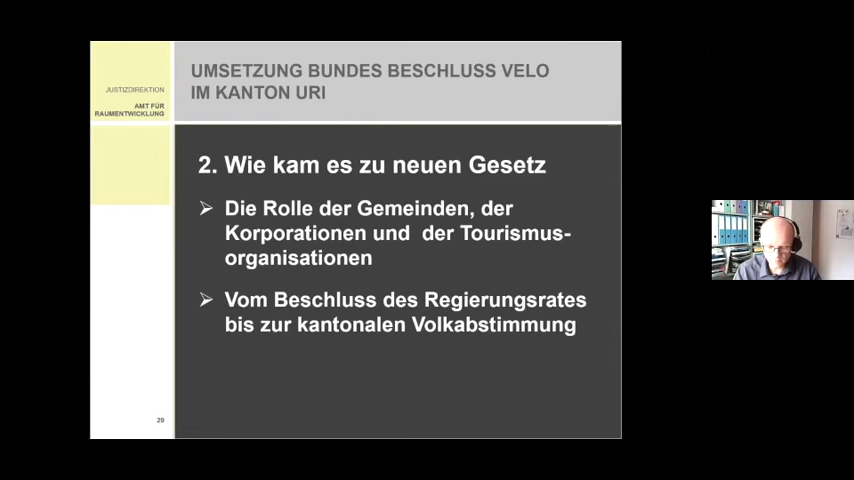 JUSTIZDIREKTION
AMT FÜR
RAUMENTWICKLUNG
UMSETZUNG BUNDES BESCHLUSS VELO
IM KANTON URI
2. Wie kam es zu neuen Gesetz
Die Rolle der Gemeinden, der
Korporationen und der Tourismus-
organisationen
Vom Beschluss des Regierungsrates
bis zur kantonalen Volkabstimmung
29